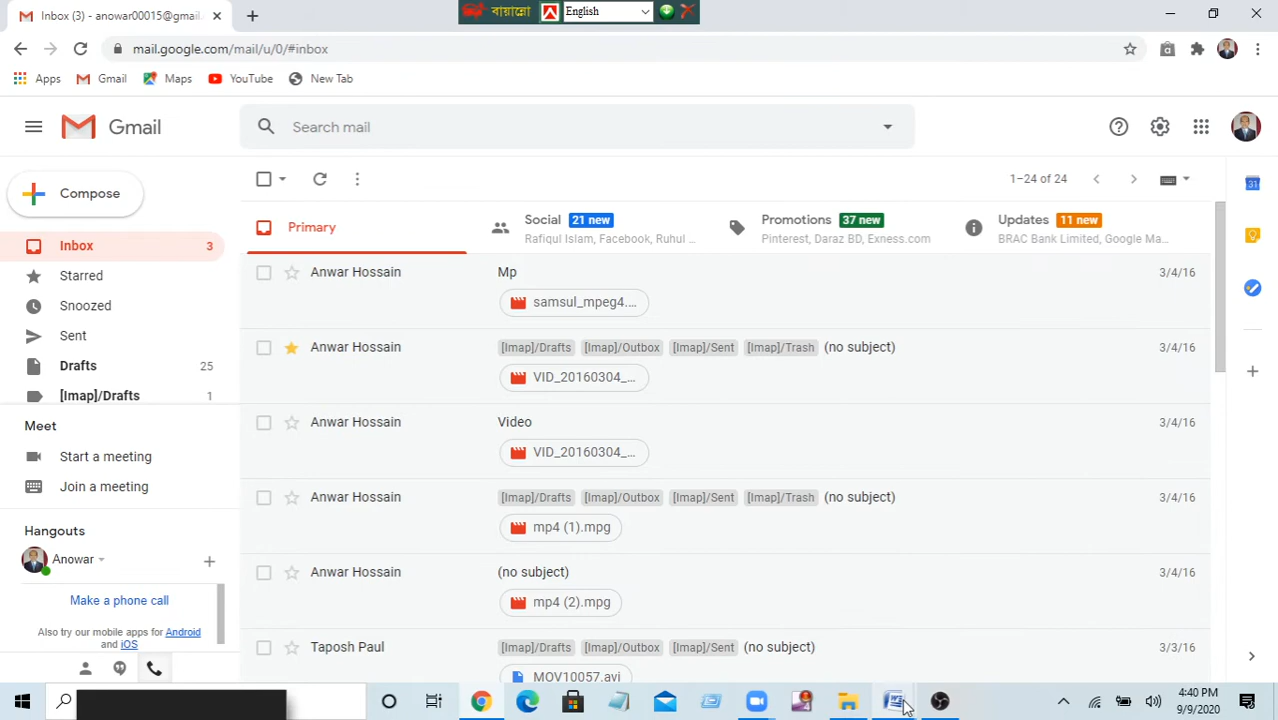 Inbox (3) - anowar00015@gmail.
বায়ান্নো
English
mail.google.com/mail/u/0/#inbox
Apps
Gmail
Maps
YouTube
New Tab
Gmail
Search mail
Compose
1–24 of 24
Primary
Social 21 new
Rafiqul Islam, Facebook, Ruhul ...
Promotions 37 new
Pinterest, Daraz BD, Exness.com
Updates 11 new
BRAC Bank Limited, Google Ma...
Inbox 3
Starred
Snoozed
Sent
Drafts 25
[Imap]/Drafts 1
Meet
Start a meeting
Join a meeting
Hangouts
Anowar
Make a phone call
Also try our mobile apps for Android
and iOS
Anwar Hossain Mp 3/4/16
samsul_mpeg4....
Anwar Hossain [Imap]/Drafts [Imap]/Outbox [Imap]/Sent [Imap]/Trash (no subject) 3/4/16
VID_20160304_...
Anwar Hossain Video 3/4/16
VID_20160304_...
Anwar Hossain [Imap]/Drafts [Imap]/Outbox [Imap]/Sent [Imap]/Trash (no subject) 3/4/16
mp4 (1).mpg
Anwar Hossain (no subject) 3/4/16
mp4 (2).mpg
Taposh Paul [Imap]/Drafts [Imap]/Outbox [Imap]/Sent (no subject) 3/3/16
MOV10057.avi
31
4:40 PM
9/9/2020